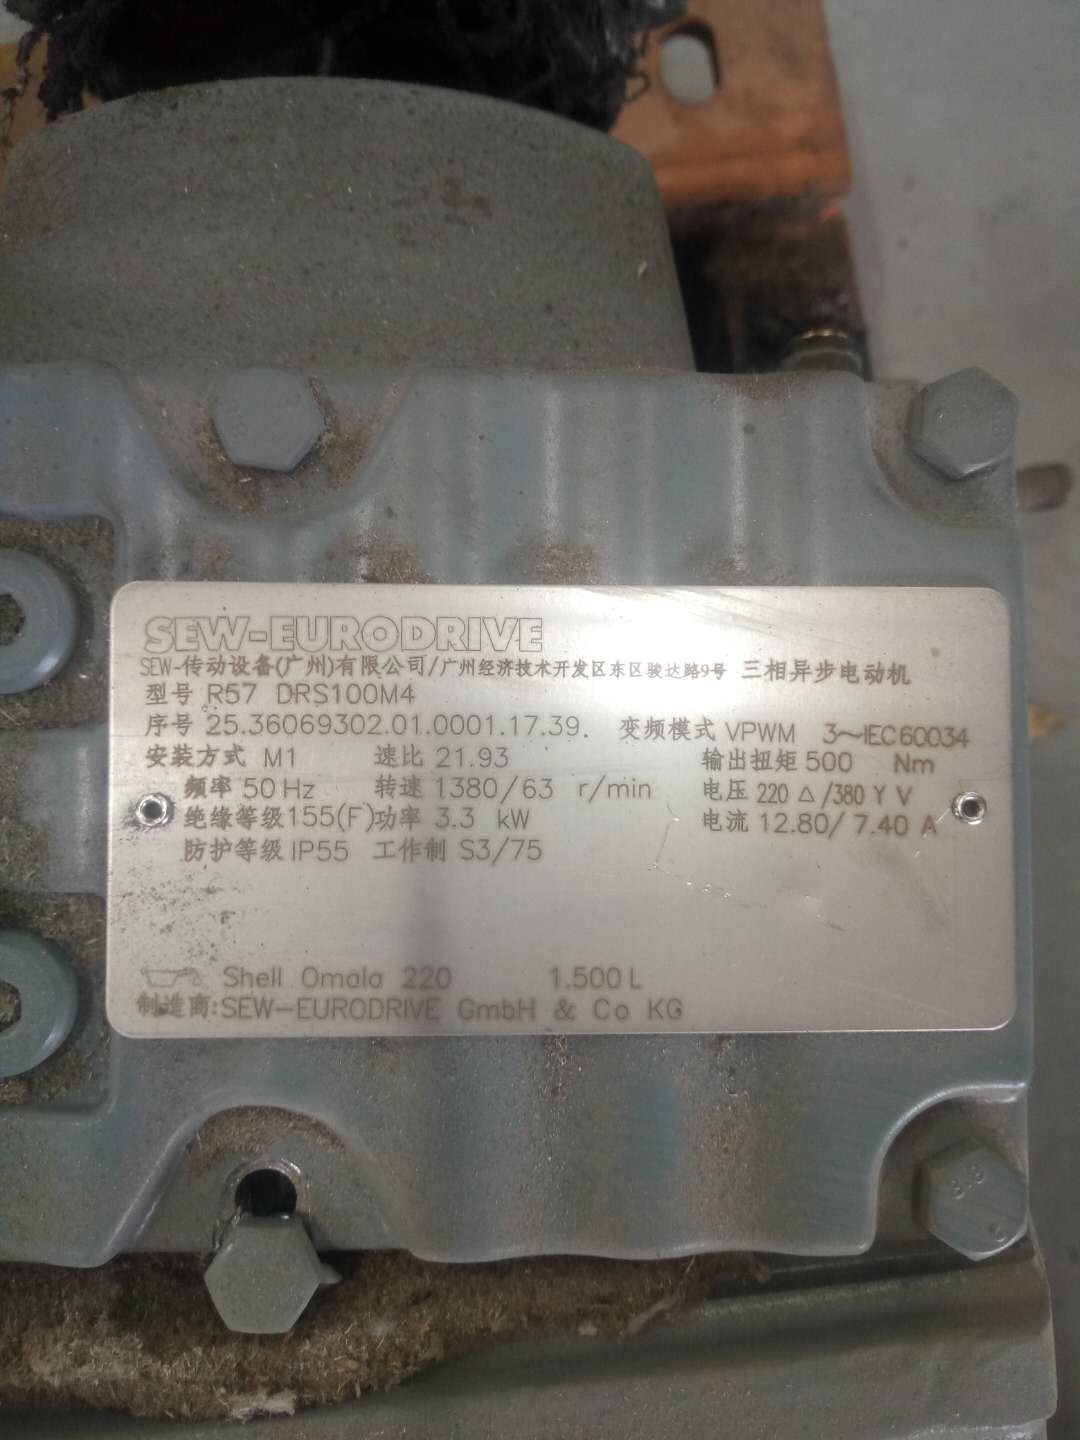 SEW-EURODRIVE
SEW-传动设备(广州)有限公司/广州经济技术开发区东区骏达路9号 三相异步电动机
型号 R57 DRS100M4
序号 25.36069302.01.0001.17.39. 变频模式 VPWM 3~IEC60034
安装方式 M1 速比 21.93 输出扭矩 500 Nm
频率 50 Hz 转速 1380/63 r/min 电压 220 △/380 Y V
绝缘等级 155(F) 功率 3.3 kW 电流 12.80/7.40 A
防护等级 IP55 工作制 S3/75
Shell Omala 220 1.500 L
制造商:SEW-EURODRIVE GmbH & Co KG
8.8